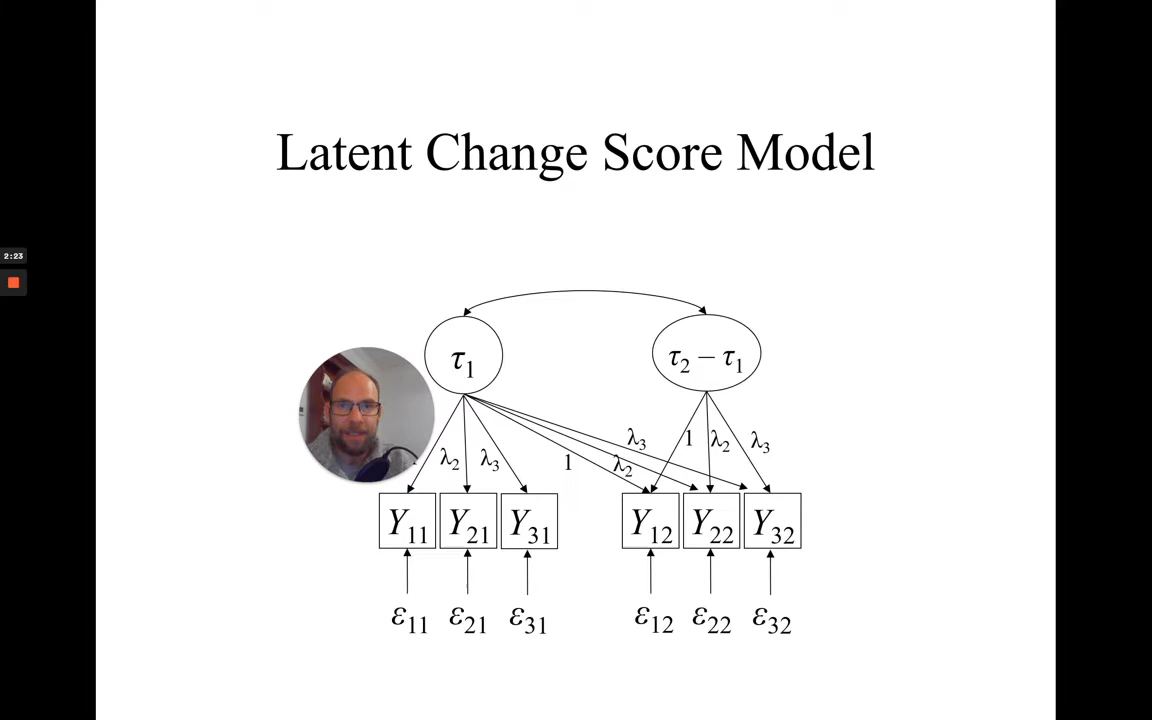 Latent Change Score Model
2:23
τ1
τ2 − τ1
λ3
1 λ2 λ3
λ2 λ3
1
λ2
Y11 Y21 Y31 Y12 Y22 Y32
ε11 ε21 ε31 ε12 ε22 ε32